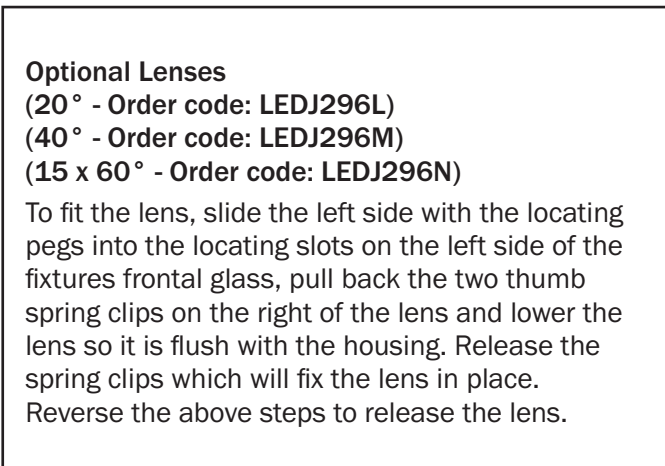 Optional Lenses
(20° - Order code: LEDJ296L)
(40° - Order code: LEDJ296M)
(15 x 60° - Order code: LEDJ296N)
To fit the lens, slide the left side with the locating
pegs into the locating slots on the left side of the
fixtures frontal glass, pull back the two thumb
spring clips on the right of the lens and lower the
lens so it is flush with the housing. Release the
spring clips which will fix the lens in place.
Reverse the above steps to release the lens.